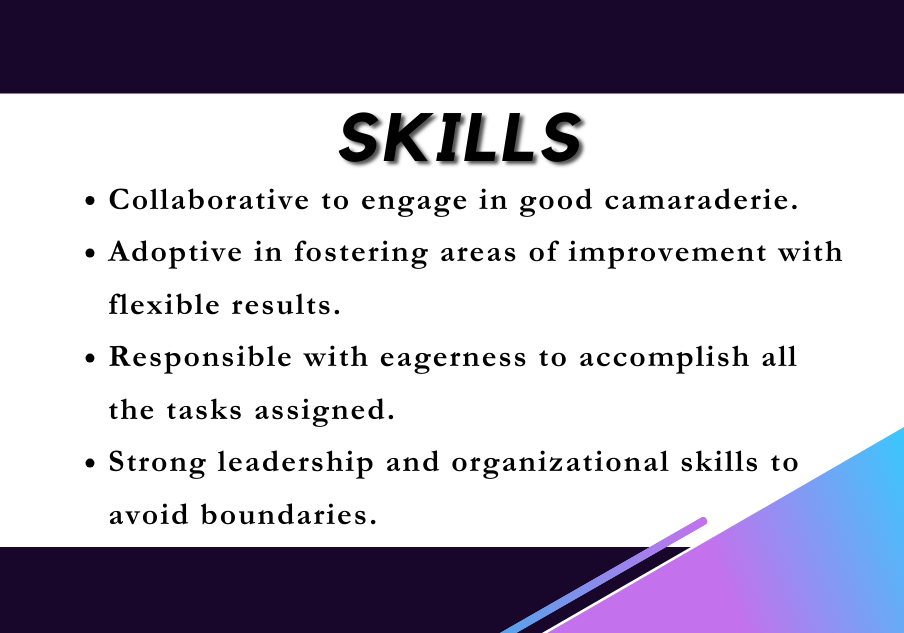 SKILLS
• Collaborative to engage in good camaraderie.
• Adoptive in fostering areas of improvement with
flexible results.
• Responsible with eagerness to accomplish all
the tasks assigned.
• Strong leadership and organizational skills to
avoid boundaries.